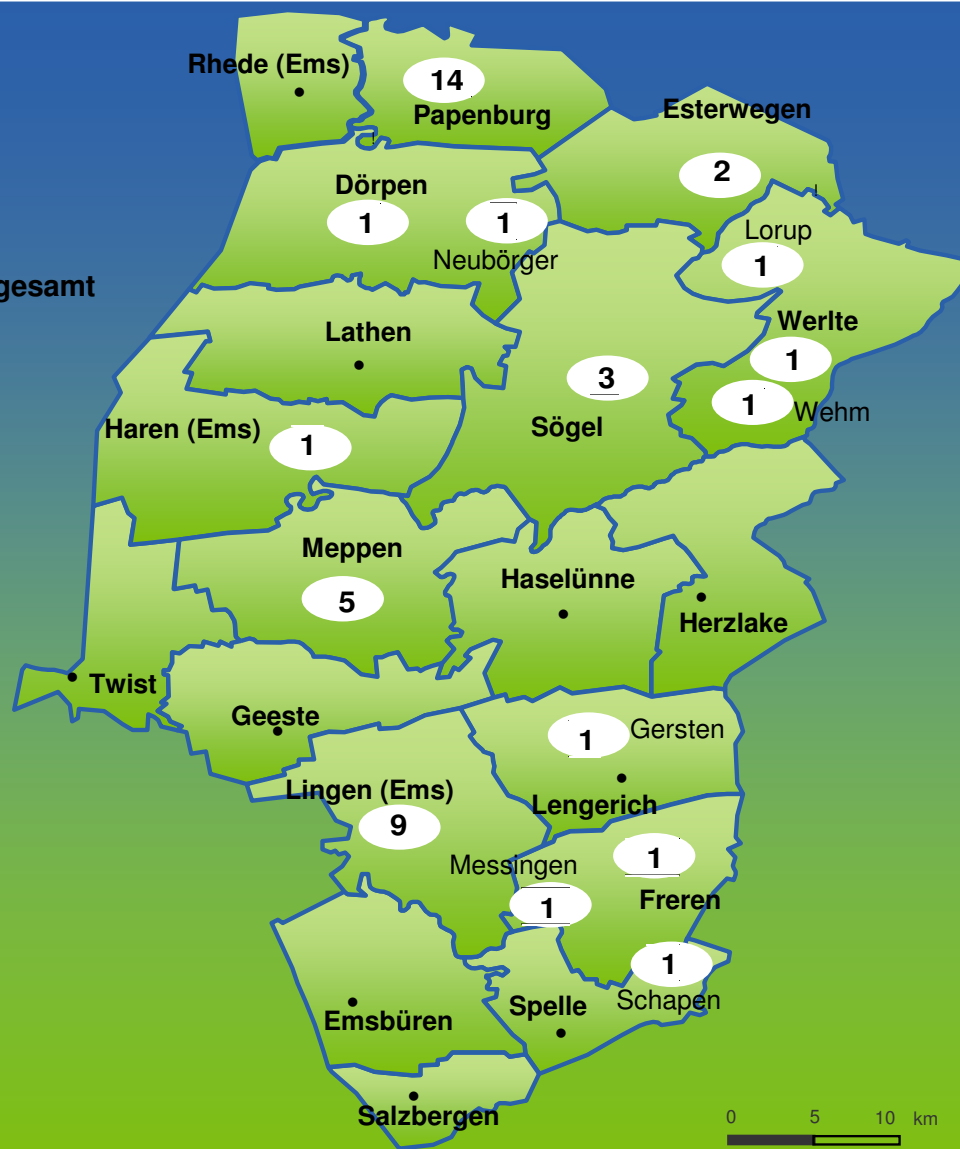 Rhede (Ems)
14
Papenburg
Esterwegen
2
Dörpen
1
1
Neubörger
Lorup
1
gesamt
Lathen
Werlte
1
3
1
Wehm
Haren (Ems)
1
Sögel
Meppen
5
Haselünne
Herzlake
Twist
Geeste
1
Gersten
Lingen (Ems)
Lengerich
9
Messingen
1
Freren
1
1
Schapen
Spelle
Emsbüren
Salzbergen
0 5 10 km